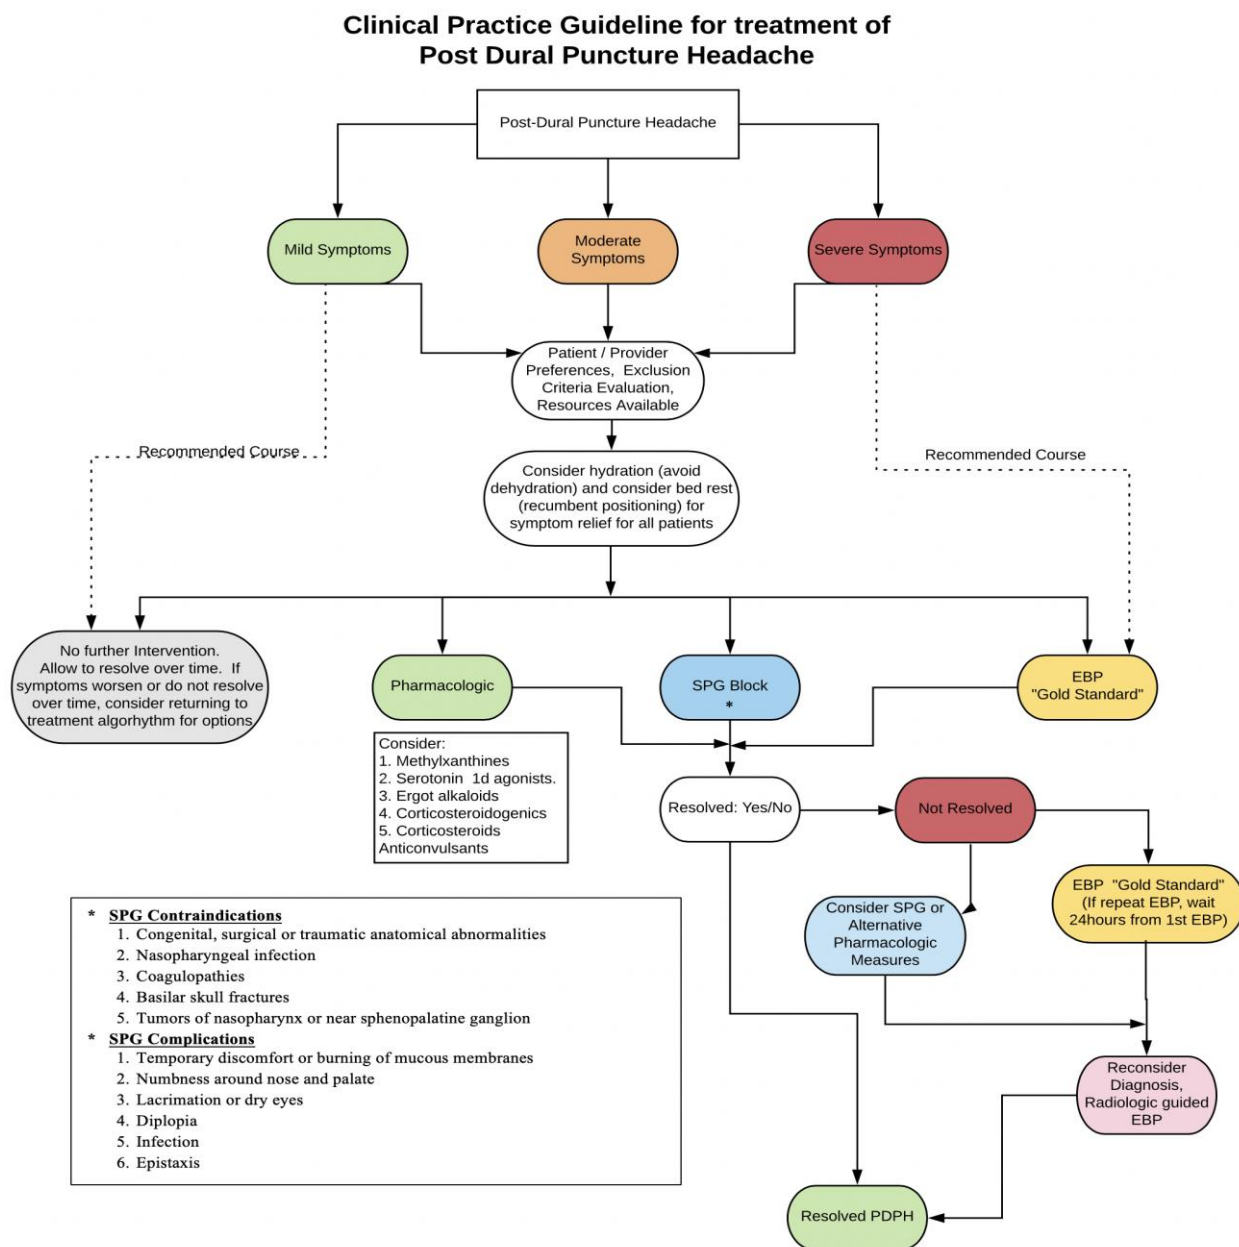 Clinical Practice Guideline for treatment of
Post Dural Puncture Headache
Post-Dural Puncture Headache
Mild Symptoms
Moderate
Symptoms
Severe Symptoms
Patient / Provider
Preferences, Exclusion
Criteria Evaluation,
Resources Available
Recommended Course
Recommended Course
Consider hydration (avoid
dehydration) and consider bed rest
(recumbent positioning) for
symptom relief for all patients
No further Intervention.
Allow to resolve over time. If
symptoms worsen or do not resolve
over time, consider returning to
treatment algorhythm for options
Pharmacologic
SPG Block
*
EBP
"Gold Standard"
Consider:
1. Methylxanthines
2. Serotonin 1d agonists.
3. Ergot alkaloids
4. Corticosteroidogenics
5. Corticosteroids
Anticonvulsants
Resolved: Yes/No
Not Resolved
Consider SPG or
Alternative
Pharmacologic
Measures
EBP "Gold Standard"
(If repeat EBP, wait
24hours from 1st EBP)
* SPG Contraindications
1. Congenital, surgical or traumatic anatomical abnormalities
2. Nasopharyngeal infection
3. Coagulopathies
4. Basilar skull fractures
5. Tumors of nasopharynx or near sphenopalatine ganglion
* SPG Complications
1. Temporary discomfort or burning of mucous membranes
2. Numbness around nose and palate
3. Lacrimation or dry eyes
4. Diplopia
5. Infection
6. Epistaxis
Reconsider
Diagnosis,
Radiologic guided
EBP
Resolved PDPH